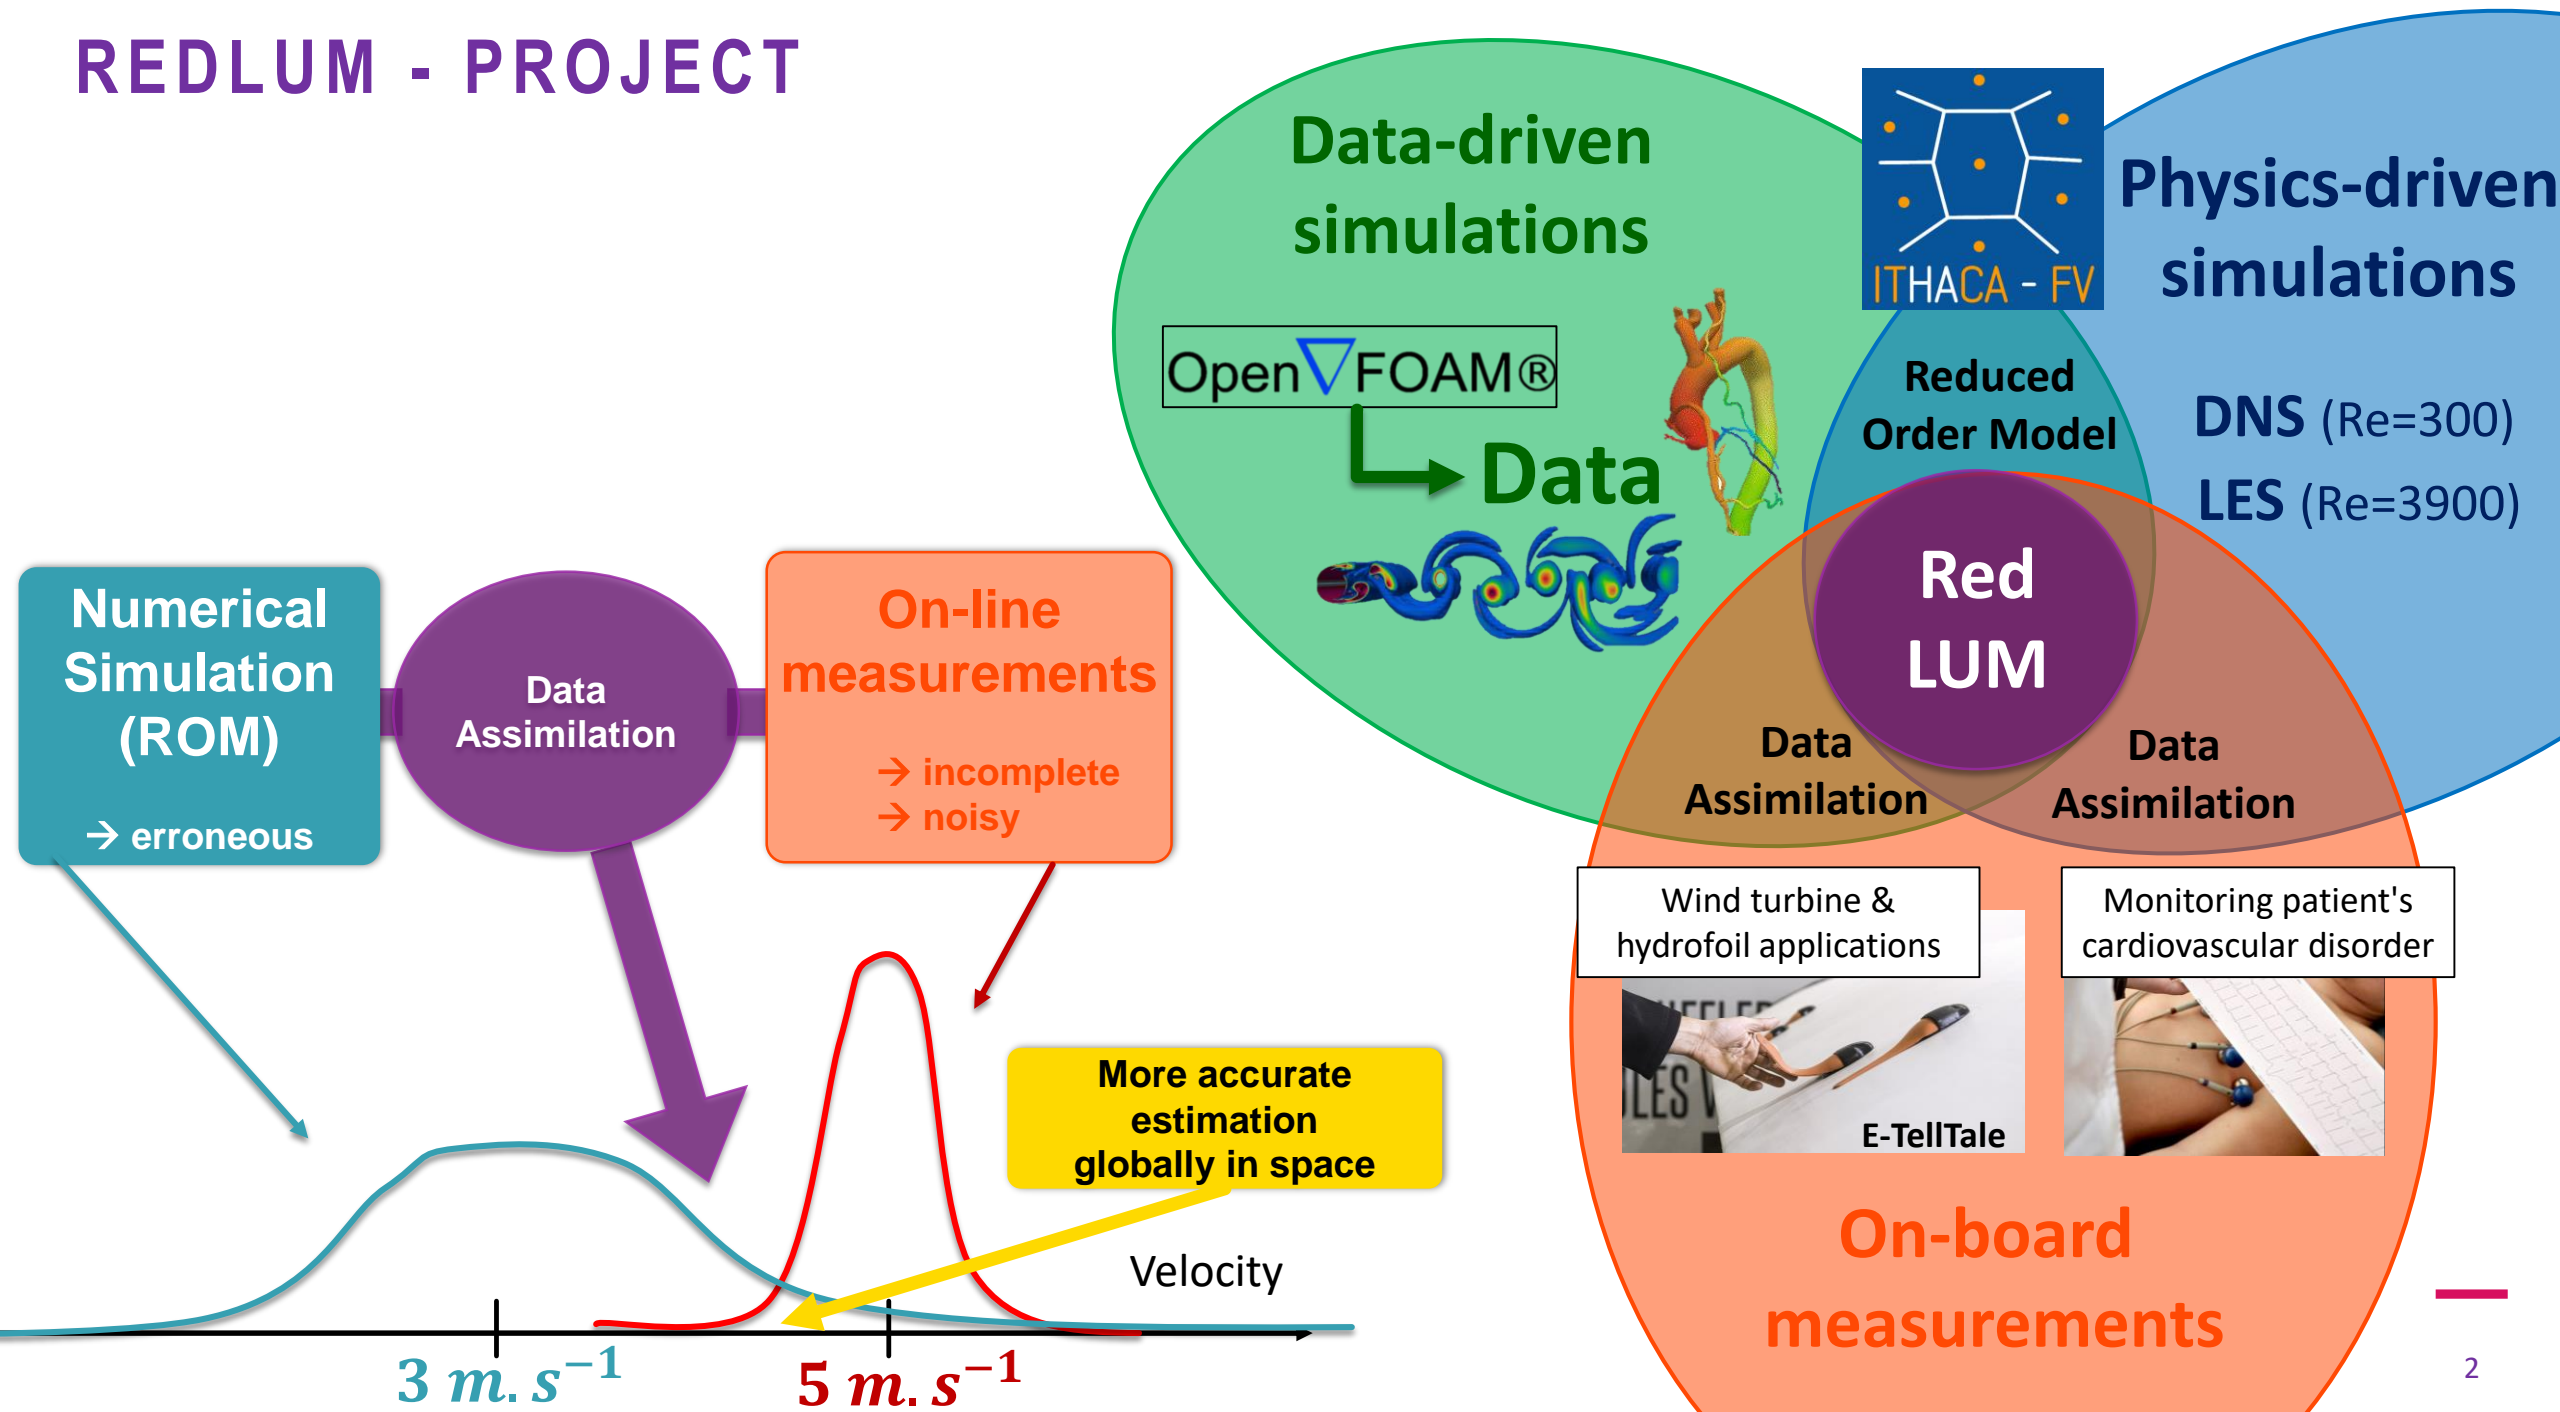 REDLUM - PROJECT
Data-driven
simulations
ITHACA - FV
Physics-driven
simulations
Open∇FOAM®
Data
Reduced
Order Model
DNS (Re=300)
LES (Re=3900)
Red
LUM
Data
Assimilation
Data
Assimilation
Numerical
Simulation
(ROM)
→ erroneous
Data
Assimilation
On-line
measurements
→ incomplete
→ noisy
Wind turbine &
hydrofoil applications
Monitoring patient's
cardiovascular disorder
E-TellTale
More accurate
estimation
globally in space
Velocity
3 m.s⁻¹
5 m.s⁻¹
On-board
measurements
2